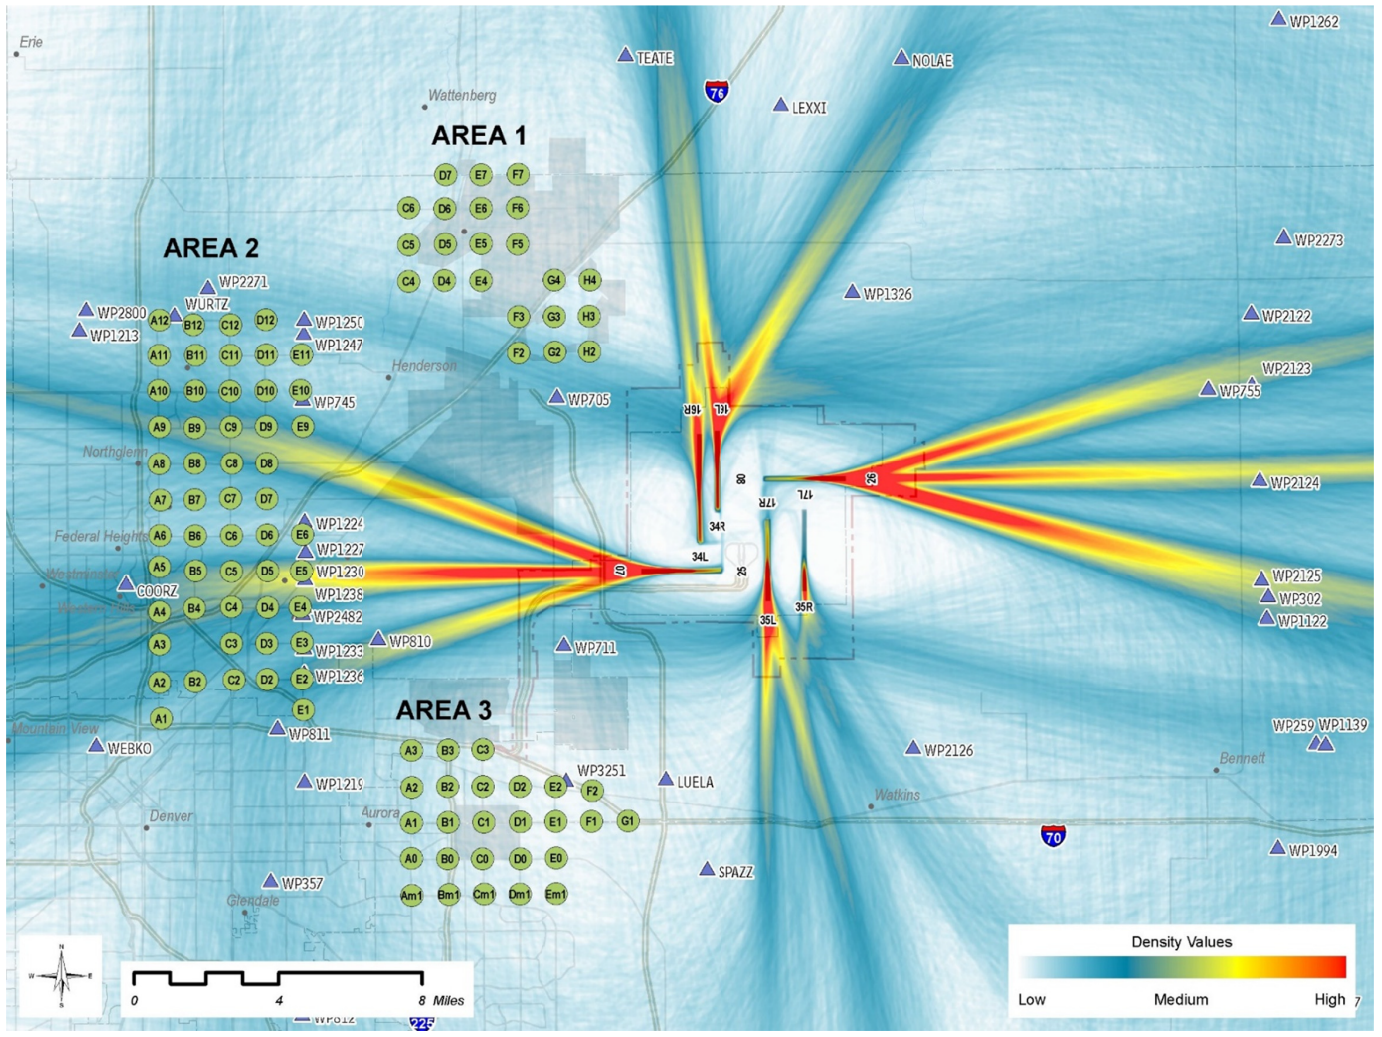 WP1262
Erie
TEATE
NOLAE
76
Wattenberg
LEXXI
AREA 1
D7 E7 F7
C6 D6 E6 F6
AREA 2
C5 D5 E5 F5
WP2273
WP2271
C4 D4 E4 G4 H4
WP1326
WP2800
WURTZ
A12 B12 C12 D12
WP1250
F3 G3 H3
WP2122
WP1213
WP1247
A11 B11 C11 D11 E11
F2 G2 H2
Henderson
WP2123
A10 B10 C10 D10 E10
WP745
WP705
WP755
16R 16L
A9 B9 C9 D9 E9
Northglenn
A8 B8 C8 D8
08
26
WP2124
A7 B7 C7 D7
17R 17L
WP1224
34R
Federal Heights
A6 B6 C6 D6 E6
WP1227
34L
A5 B5 C5 D5 E5
WP1230
07
25
Westminster
WP2125
COORZ
WP1238
WP302
A4 B4 C4 D4 E4
WP2482
35L 35R
WP1122
A3 C3 D3 E3
WP1233
WP810
WP711
A2 B2 C2 D2 E2
WP1236
E1
AREA 3
A1
Mountain View
WP811
WP259 WP1139
WEBKO
A3 B3 C3
WP2126
Bennett
WP3251
WP1219
A2 B2 C2 D2 E2 F2
LUELA
Watkins
Denver
Aurora
A1 B1 C1 D1 E1 F1 G1
70
WP1994
A0 B0 C0 D0 E0
SPAZZ
WP357
Am1 Bm1 Cm1 Dm1 Em1
Glendale
N
W E
S
0 4 8 Miles
WP812
225
Density Values
Low Medium High
7